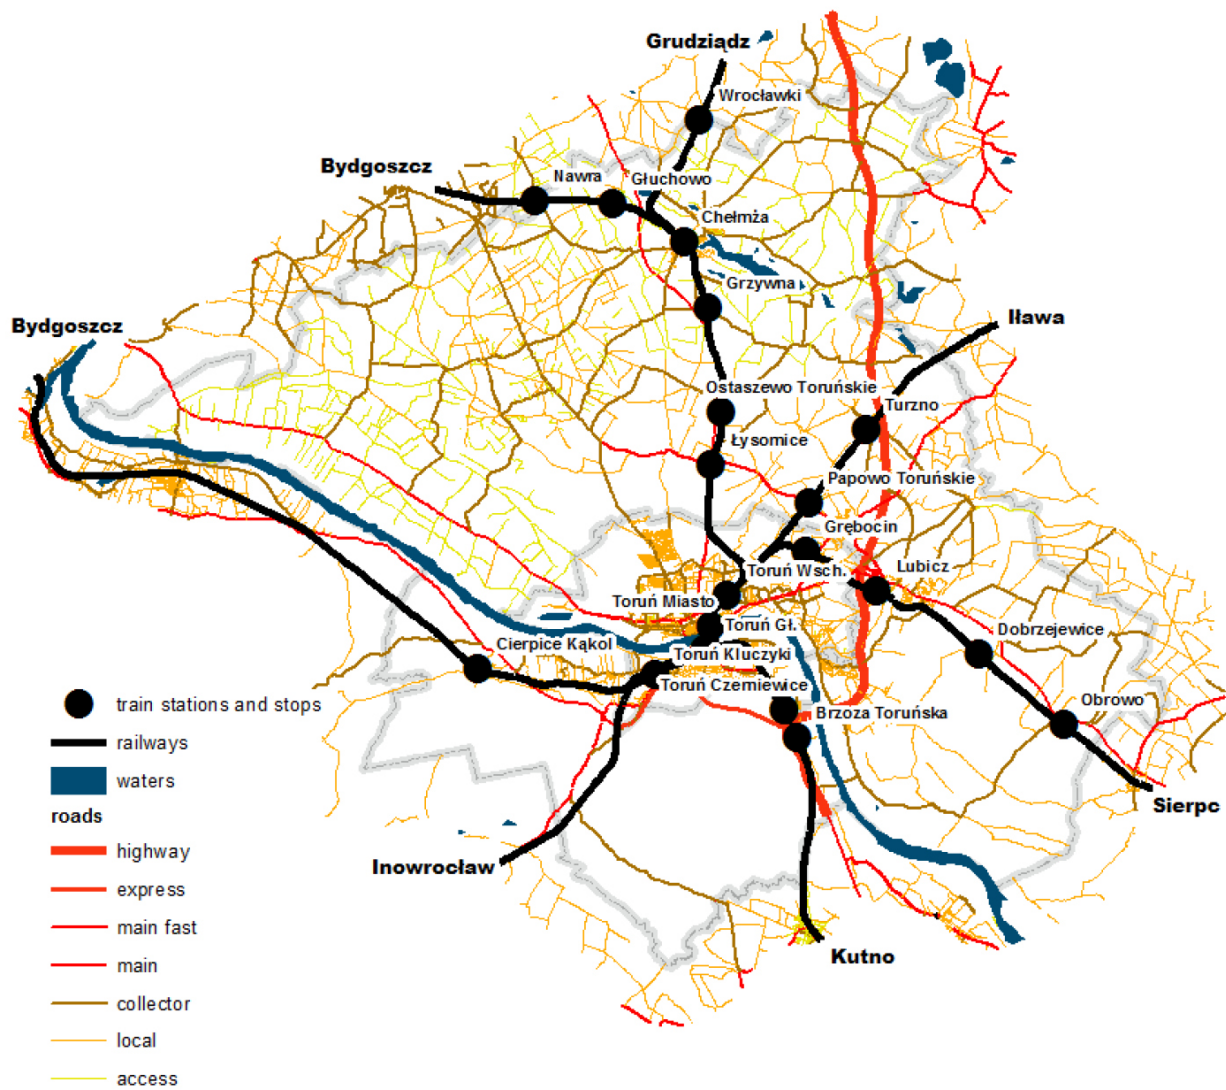 Grudziądz
Wrocławki
Bydgoszcz
Nawra
Głuchowo
Chełmża
Grzywna
Bydgoszcz
Iława
Ostaszewo Toruńskie
Turzno
Łysomice
Papowo Toruńskie
Grębocin
Toruń Wsch.
Lubicz
Toruń Miasto
Toruń Gł.
Dobrzejewice
Cierpice Kąkol
Toruń Kluczyki
Toruń Czerniewice
Obrowo
Brzoza Toruńska
Sierpc
Inowrocław
Kutno
train stations and stops
railways
waters
roads
highway
express
main fast
main
collector
local
access